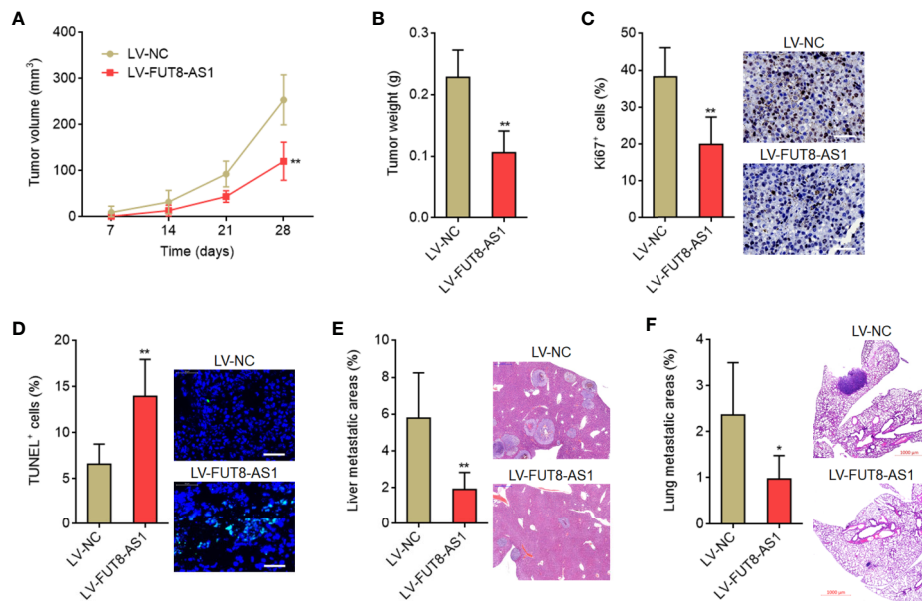 A
Tumor volume (mm³)
400
300
200
100
0
7
14
21
28
Time (days)
LV-NC
LV-FUT8-AS1
**
B
Tumor weight (g)
0.3
0.2
0.1
0.0
**
LV-NC
LV-FUT8-AS1
C
Ki67⁺ cells (%)
50
40
30
20
10
0
**
LV-NC
LV-FUT8-AS1
LV-NC
LV-FUT8-AS1
D
TUNEL⁺ cells (%)
20
15
10
5
0
**
LV-NC
LV-FUT8-AS1
LV-NC
LV-FUT8-AS1
E
Liver metastatic areas (%)
10
8
6
4
2
0
**
LV-NC
LV-FUT8-AS1
LV-NC
LV-FUT8-AS1
F
Lung metastatic areas (%)
4
3
2
1
0
*
LV-NC
LV-FUT8-AS1
LV-NC
1000 µm
LV-FUT8-AS1
1000 µm